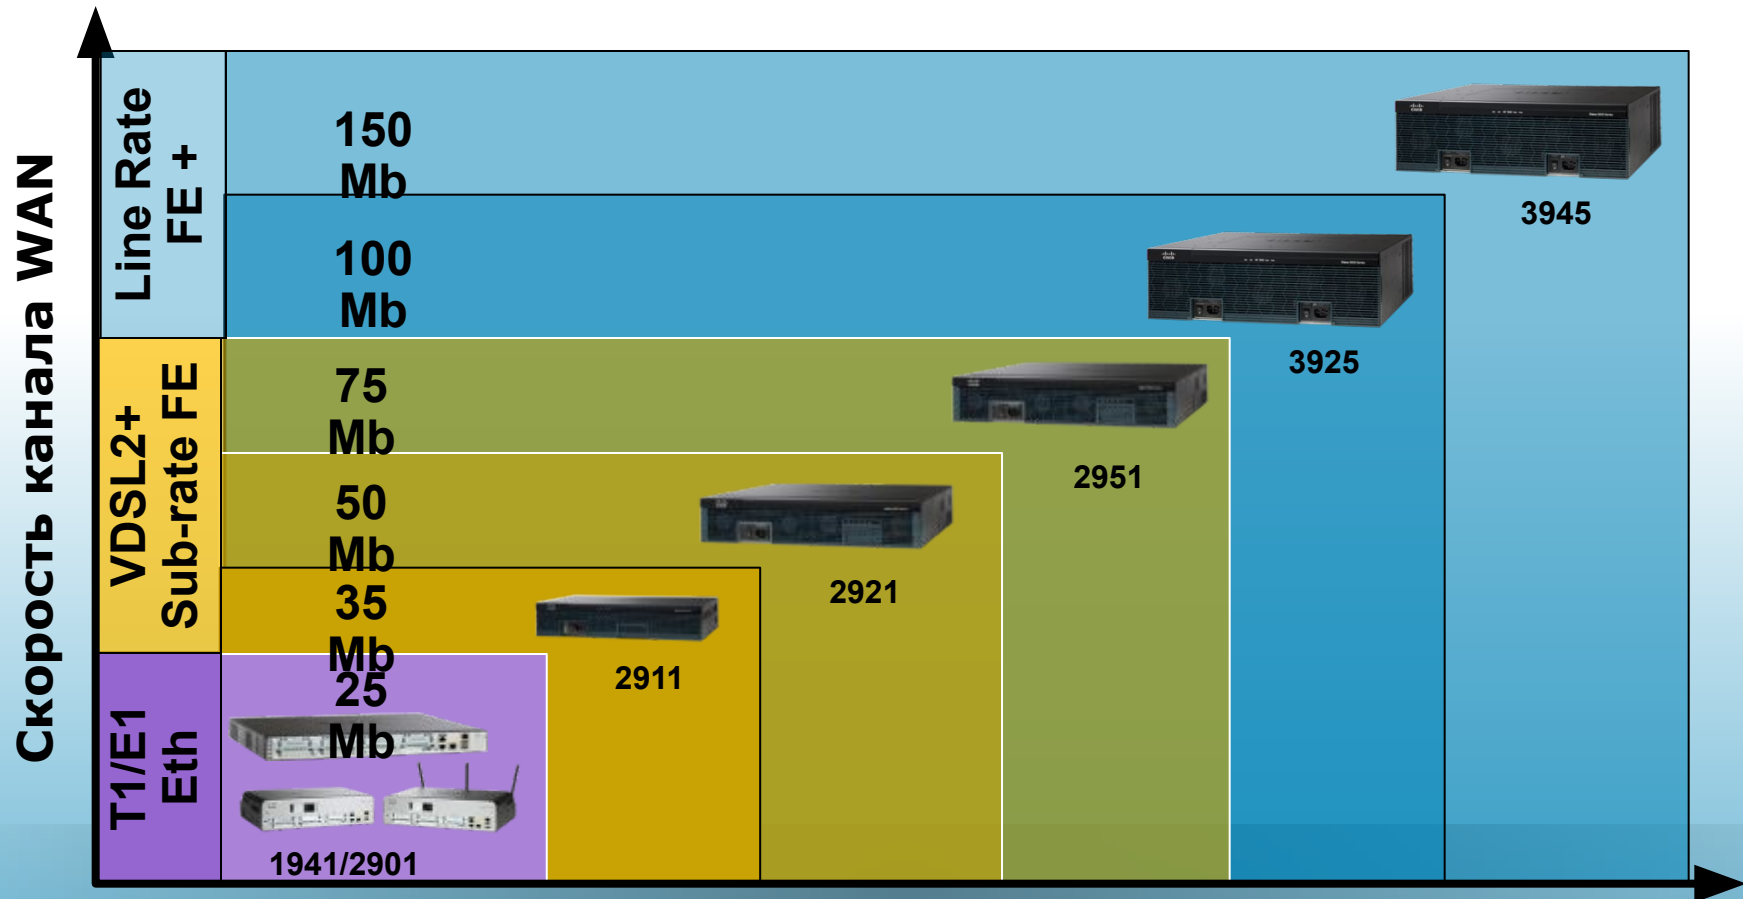 Скорость канала WAN
Line Rate
FE +
VDSL2+
Sub-rate FE
T1/E1
Eth
150
Mb
100
Mb
75
Mb
50
Mb
35
Mb
25
Mb
3945
3925
2951
2921
2911
1941/2901